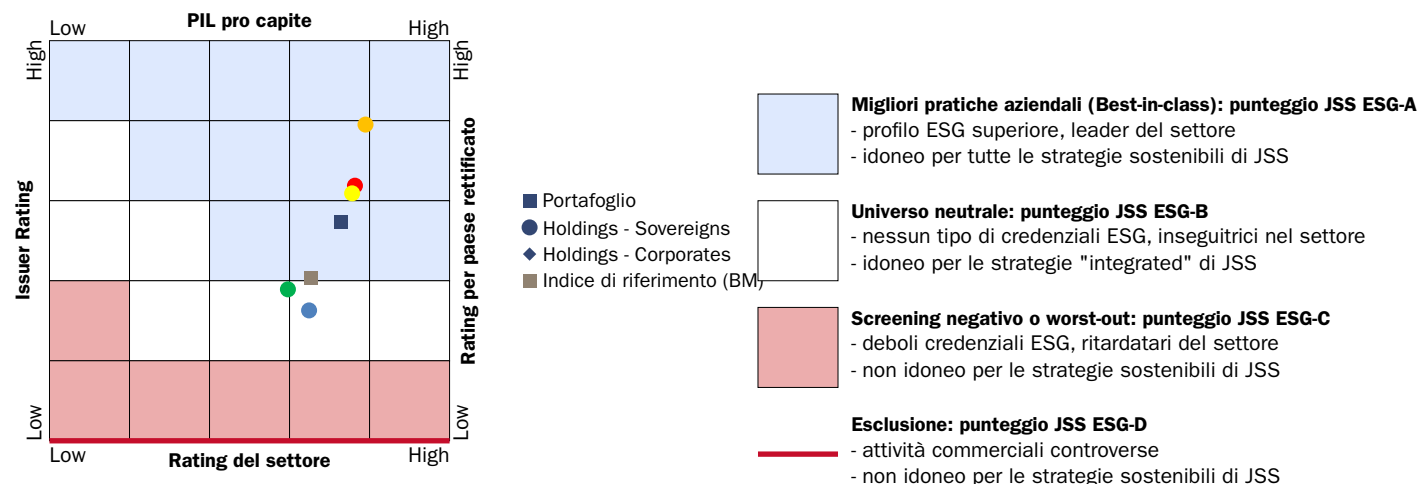 PIL pro capite
Low
High
High
High
Issuer Rating
Rating per paese rettificato
Low
Low
Low
High
Rating del settore
Portafoglio
Holdings - Sovereigns
Holdings - Corporates
Indice di riferimento (BM)
Migliori pratiche aziendali (Best-in-class): punteggio JSS ESG-A
- profilo ESG superiore, leader del settore
- idoneo per tutte le strategie sostenibili di JSS
Universo neutrale: punteggio JSS ESG-B
- nessun tipo di credenziali ESG, inseguitrici nel settore
- idoneo per le strategie "integrated" di JSS
Screening negativo o worst-out: punteggio JSS ESG-C
- deboli credenziali ESG, ritardatari del settore
- non idoneo per le strategie sostenibili di JSS
Esclusione: punteggio JSS ESG-D
- attività commerciali controverse
- non idoneo per le strategie sostenibili di JSS